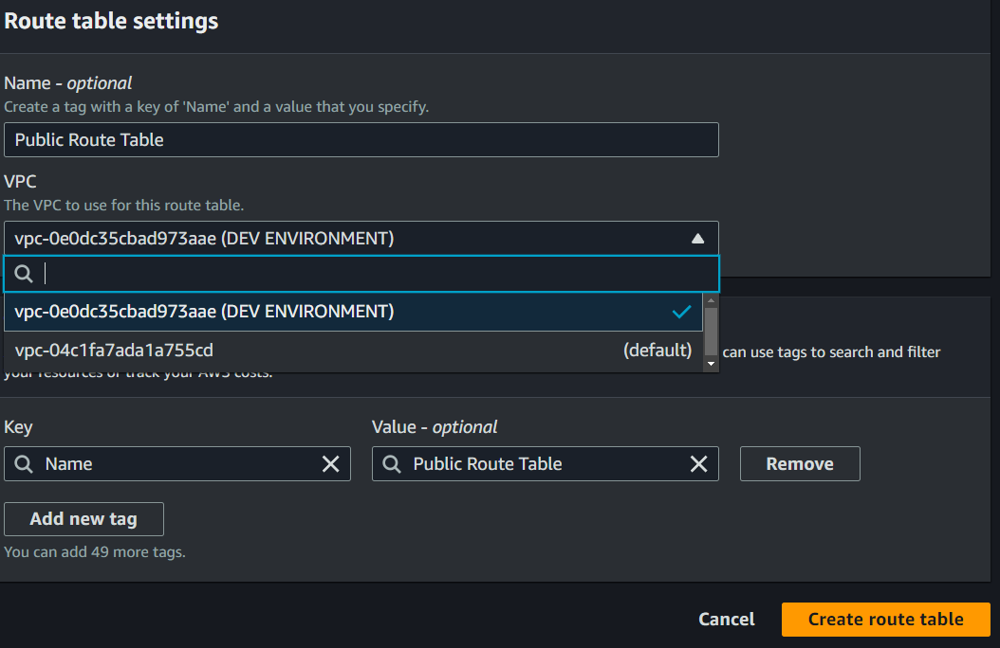 Route table settings
Name - optional
Create a tag with a key of 'Name' and a value that you specify.
Public Route Table
VPC
The VPC to use for this route table.
vpc-0e0dc35cbad973aae (DEV ENVIRONMENT)
vpc-0e0dc35cbad973aae (DEV ENVIRONMENT)
vpc-04c1fa7ada1a755cd (default)
can use tags to search and filter
your resources or track your AWS costs.
Key Value - optional
Name Public Route Table Remove
Add new tag
You can add 49 more tags.
Cancel Create route table